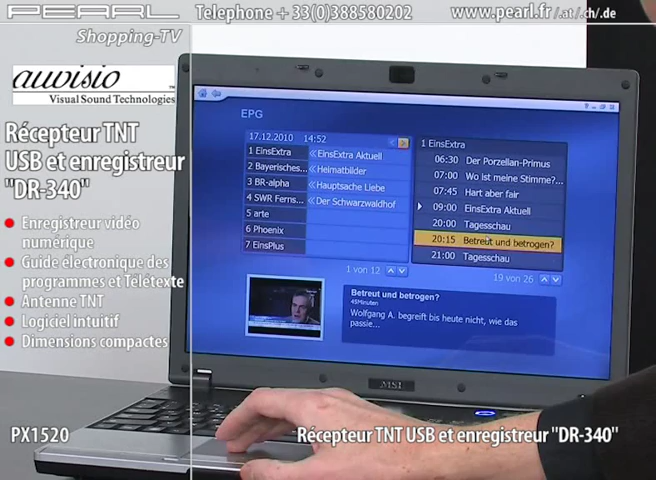 PEARL
Telephone + 33(0)388580202
www.pearl.fr /.at /.ch/.de
Shopping-TV
auvisio
VisualSound Technologies
Récepteur TNT
USB et enregistreur
"DR-340"
Enregistreur vidéo
numérique
Guide électronique des
programmes et Télétexte
Antenne TNT
Logiciel intuitif
Dimensions compactes
PX1520
EPG
17.12.2010 14:52
1 EinsExtra «EinsExtra Aktuell
2 Bayerisches... «Heimatbilder
3 BR-alpha «Hauptsache Liebe
4 SWR Ferns... «Der Schwarzwaldhof
5 arte
6 Phoenix
7 EinsPlus
1 von 12
1 EinsExtra
06:30 Der Porzellan-Primus
07:00 Wo ist meine Stimme?...
07:45 Hart aber fair
09:00 EinsExtra Aktuell
20:00 Tagesschau
20:15 Betreut und betrogen?
21:00 Tagesschau
19 von 26
Betreut und betrogen?
45Minuten
Wolfgang A. begreift bis heute nicht, wie das
passie...
MSI
Récepteur TNT USB et enregistreur "DR-340"